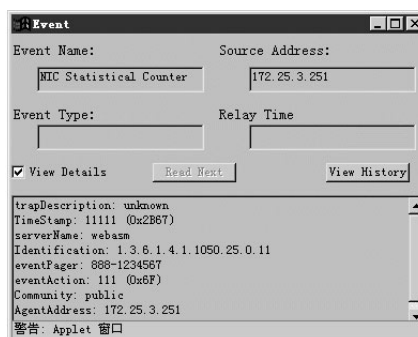 Event
Event Name:
Source Address:
NIC Statistical Counter
172.25.3.251
Event Type:
Relay Time
View Details
Read Next
View History
trapDescription: unknown
TimeStamp: 11111 (0x2B67)
serverName: webasm
Identification: 1.3.6.1.4.1.1050.25.0.11
eventPager: 888-1234567
eventAction: 111 (0x6F)
Community: public
AgentAddress: 172.25.3.251
警告: Applet 窗口